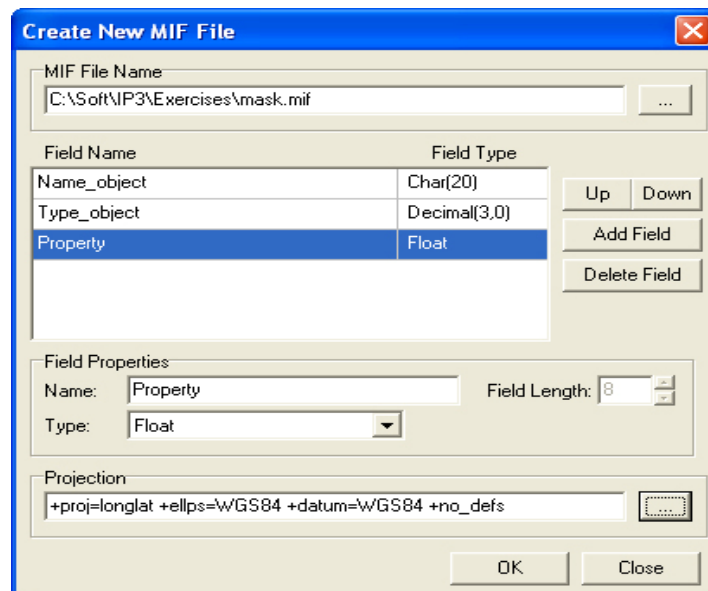 Create New MIF File
MIF File Name
C:\Soft\IP3\Exercises\mask.mif
...
Field Name Field Type
Name_object Char(20)
Type_object Decimal(3,0)
Property Float
Up Down
Add Field
Delete Field
Field Properties
Name: Property Field Length: 8
Type: Float
Projection
+proj=longlat +ellps=WGS84 +datum=WGS84 +no_defs
...
OK Close